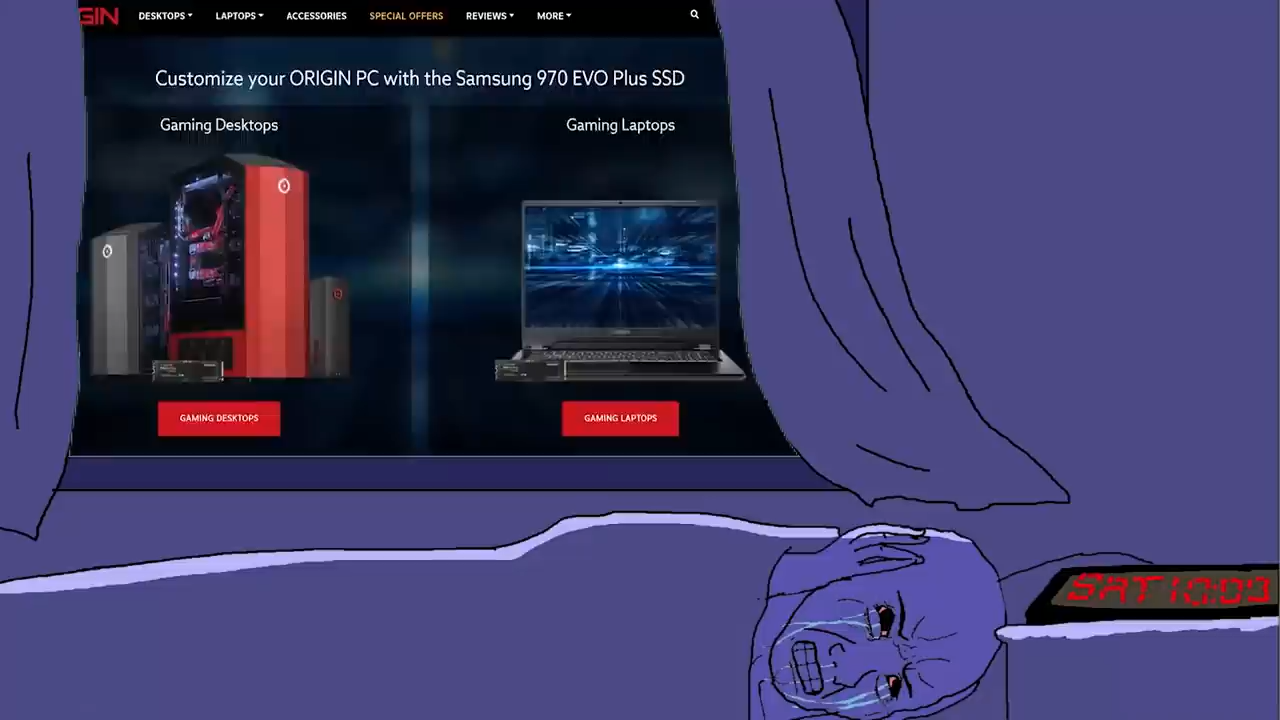 GIN DESKTOPS LAPTOPS ACCESSORIES SPECIAL OFFERS REVIEWS MORE
Customize your ORIGIN PC with the Samsung 970 EVO Plus SSD
Gaming Desktops Gaming Laptops
GAMING DESKTOPS GAMING LAPTOPS
SAT 10:00